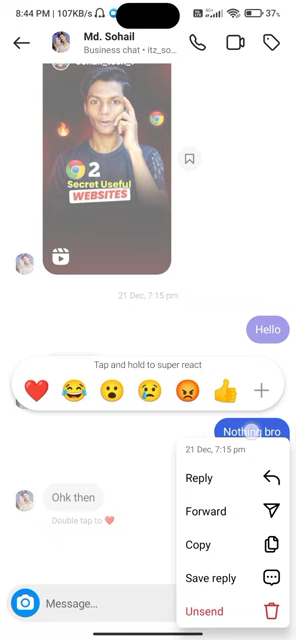 8:44 PM | 107KB/s
4G+
37%
Md. Sohail
Business chat • itz_so...
2
Secret Useful
WEBSITES
21 Dec, 7:15 pm
Hello
Tap and hold to super react
Nothing bro
21 Dec, 7:15 pm
Reply
Forward
Copy
Save reply
Unsend
Ohk then
Double tap to ❤️
Message...